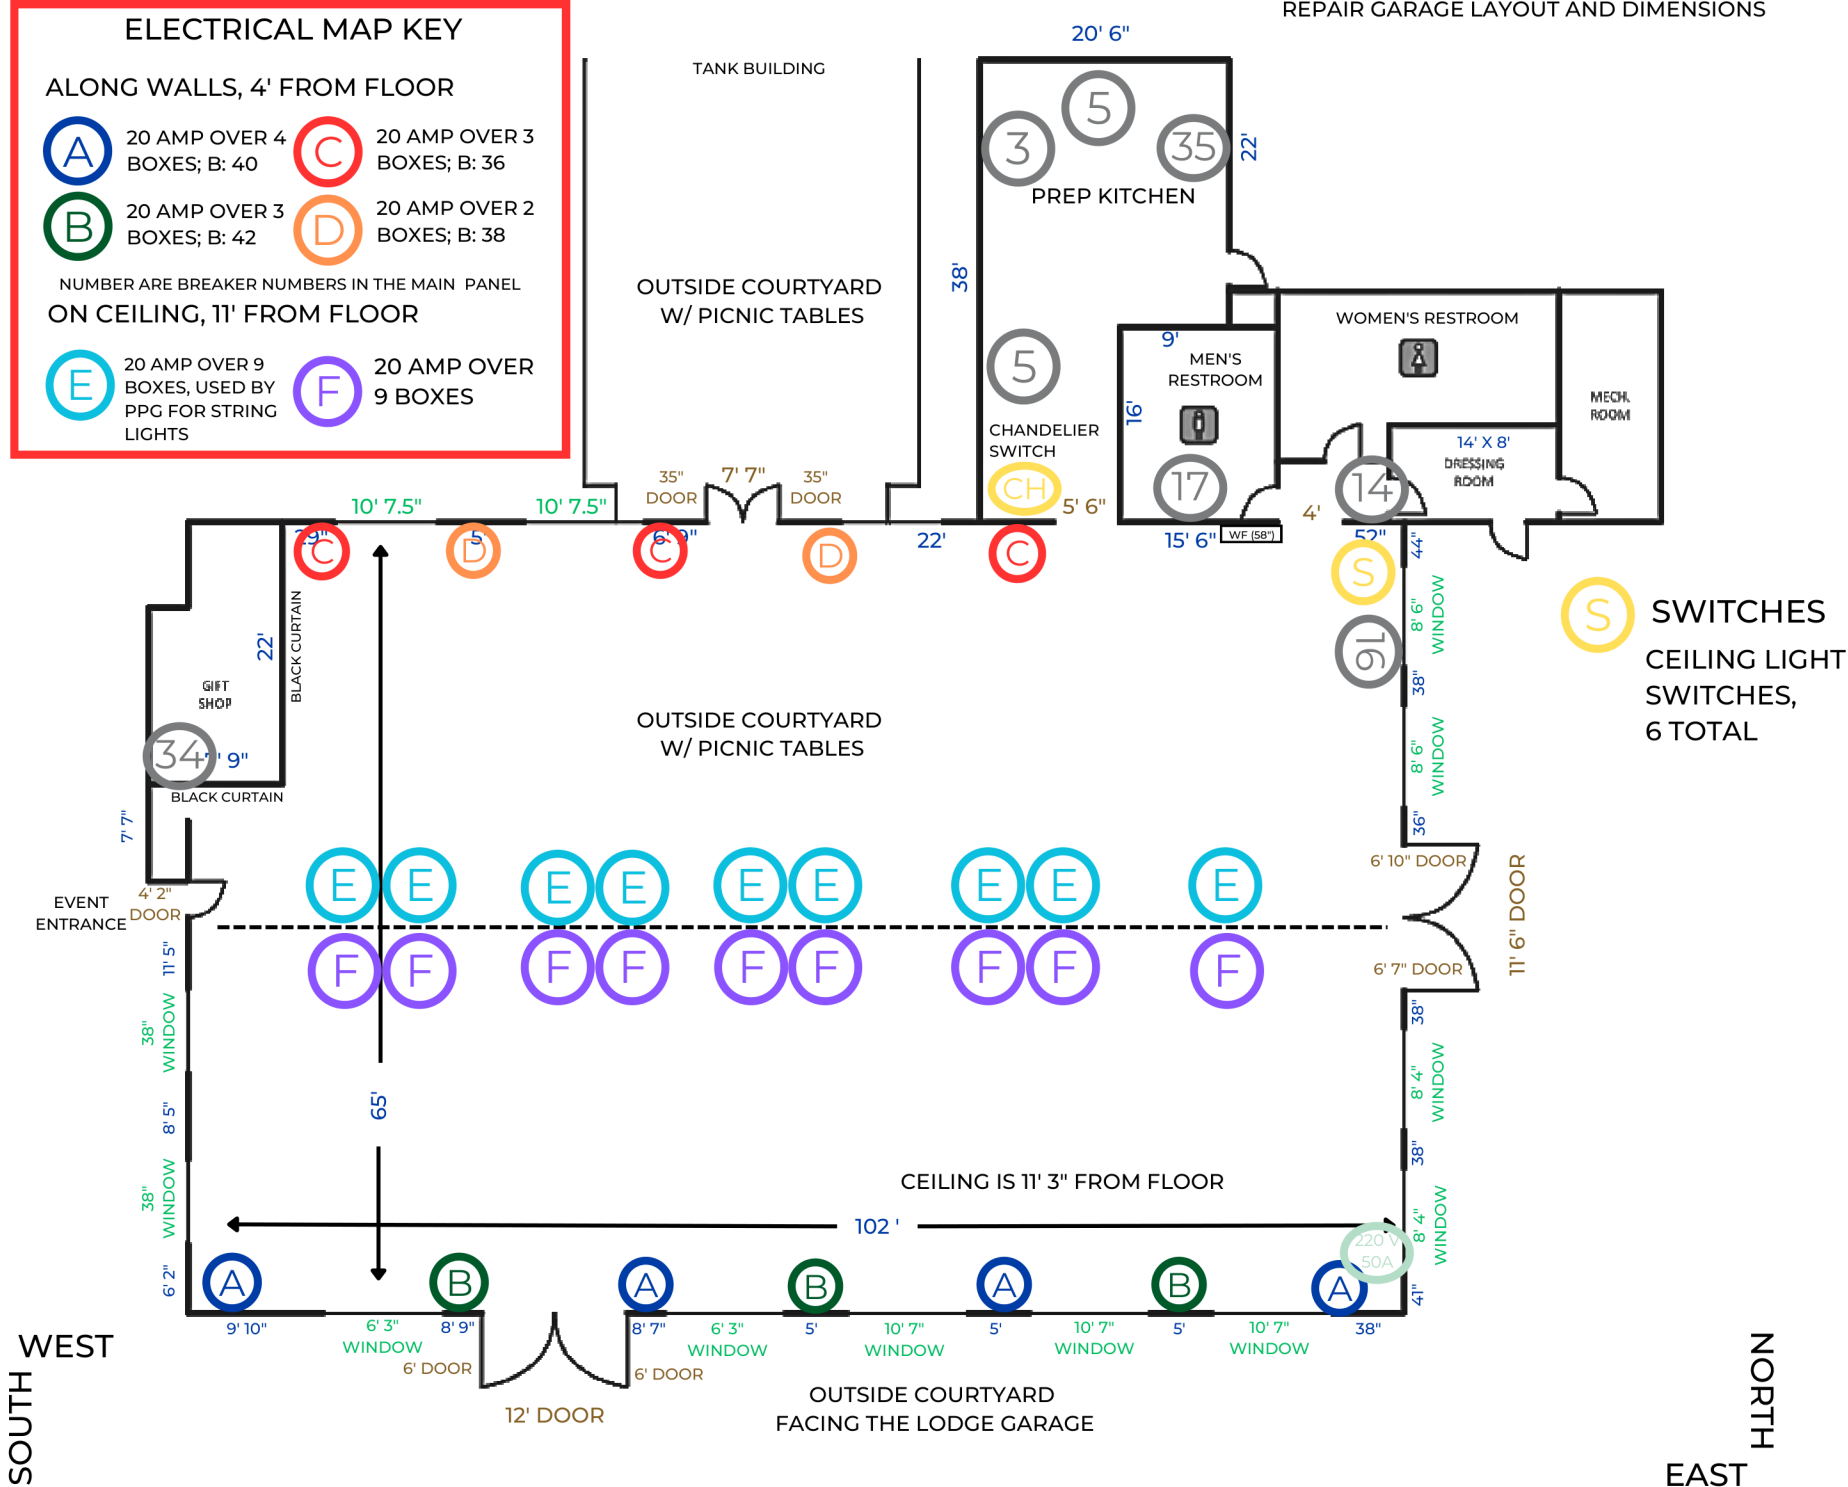 REPAIR GARAGE LAYOUT AND DIMENSIONS
ELECTRICAL MAP KEY
ALONG WALLS, 4' FROM FLOOR
A
20 AMP OVER 4
BOXES; B: 40
C
20 AMP OVER 3
BOXES; B: 36
B
20 AMP OVER 3
BOXES; B: 42
D
20 AMP OVER 2
BOXES; B: 38
NUMBER ARE BREAKER NUMBERS IN THE MAIN PANEL
ON CEILING, 11' FROM FLOOR
E
20 AMP OVER 9
BOXES, USED BY
PPG FOR STRING
LIGHTS
F
20 AMP OVER
9 BOXES
TANK BUILDING
OUTSIDE COURTYARD
W/ PICNIC TABLES
20' 6"
3
5
35
22'
PREP KITCHEN
38'
5
CHANDELIER
SWITCH
CH
5' 6"
9'
MEN'S
RESTROOM
16'
17
WOMEN'S RESTROOM
MECH.
ROOM
14' X 8'
DRESSING
ROOM
14
4'
10' 7.5"
10' 7.5"
35"
DOOR
7' 7"
35"
DOOR
29"
C
5'
D
6' 9"
C
D
22'
C
15' 6"
WF (58")
52"
S
16
44"
8' 6"
WINDOW
38"
8' 6"
WINDOW
36"
S
SWITCHES
CEILING LIGHT
SWITCHES,
6 TOTAL
22'
BLACK CURTAIN
GIFT
SHOP
34
7' 9"
BLACK CURTAIN
7' 7"
OUTSIDE COURTYARD
W/ PICNIC TABLES
4' 2"
DOOR
EVENT
ENTRANCE
E
E
E
E
E
E
E
E
E
F
F
F
F
F
F
F
F
F
6' 10" DOOR
11' 6" DOOR
6' 7" DOOR
11' 5"
38"
WINDOW
8' 5"
38"
WINDOW
6' 2"
65'
38"
8' 4"
WINDOW
38"
8' 4"
WINDOW
41"
CEILING IS 11' 3" FROM FLOOR
102 '
220 V
50A
A
B
A
B
A
B
A
9' 10"
6' 3"
WINDOW
8' 9"
6' DOOR
12' DOOR
8' 7"
6' DOOR
6' 3"
WINDOW
5'
10' 7"
WINDOW
5'
10' 7"
WINDOW
5'
10' 7"
WINDOW
38"
OUTSIDE COURTYARD
FACING THE LODGE GARAGE
WEST
SOUTH
NORTH
EAST